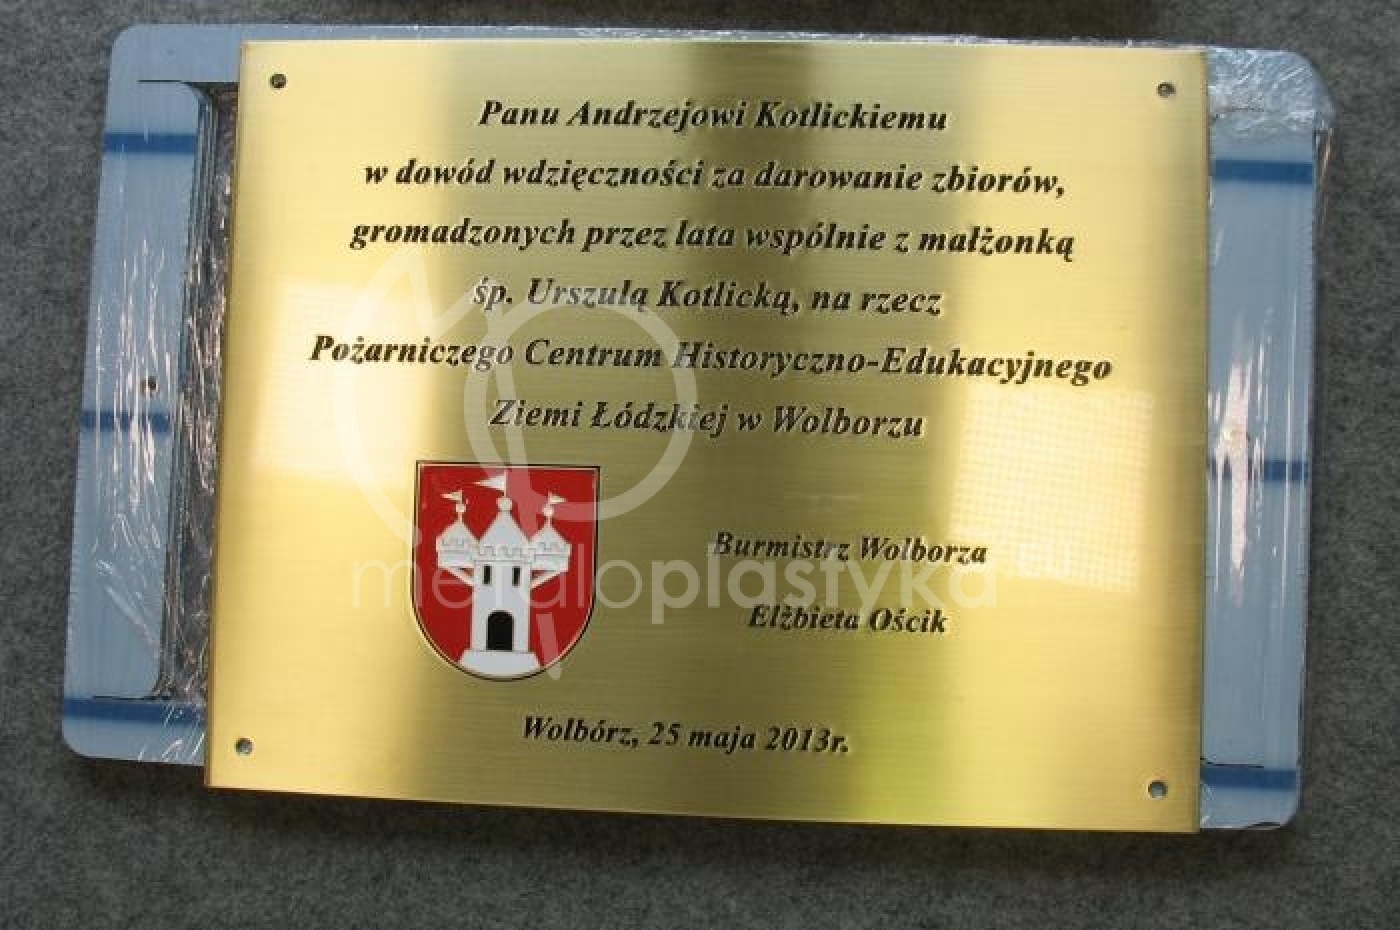 Panu Andrzejowi Kotlickiemu
w dowód wdzięczności za darowanie zbiorów,
gromadzonych przez lata wspólnie z małżonką
śp. Urszulą Kotlicką, na rzecz
Pożarniczego Centrum Historyczno-Edukacyjnego
Ziemi Łódzkiej w Wolborzu
Burmistrz Wolborza
metaloplastyka.EU
Elżbieta Ościk
Wolbórz, 25 maja 2013r.